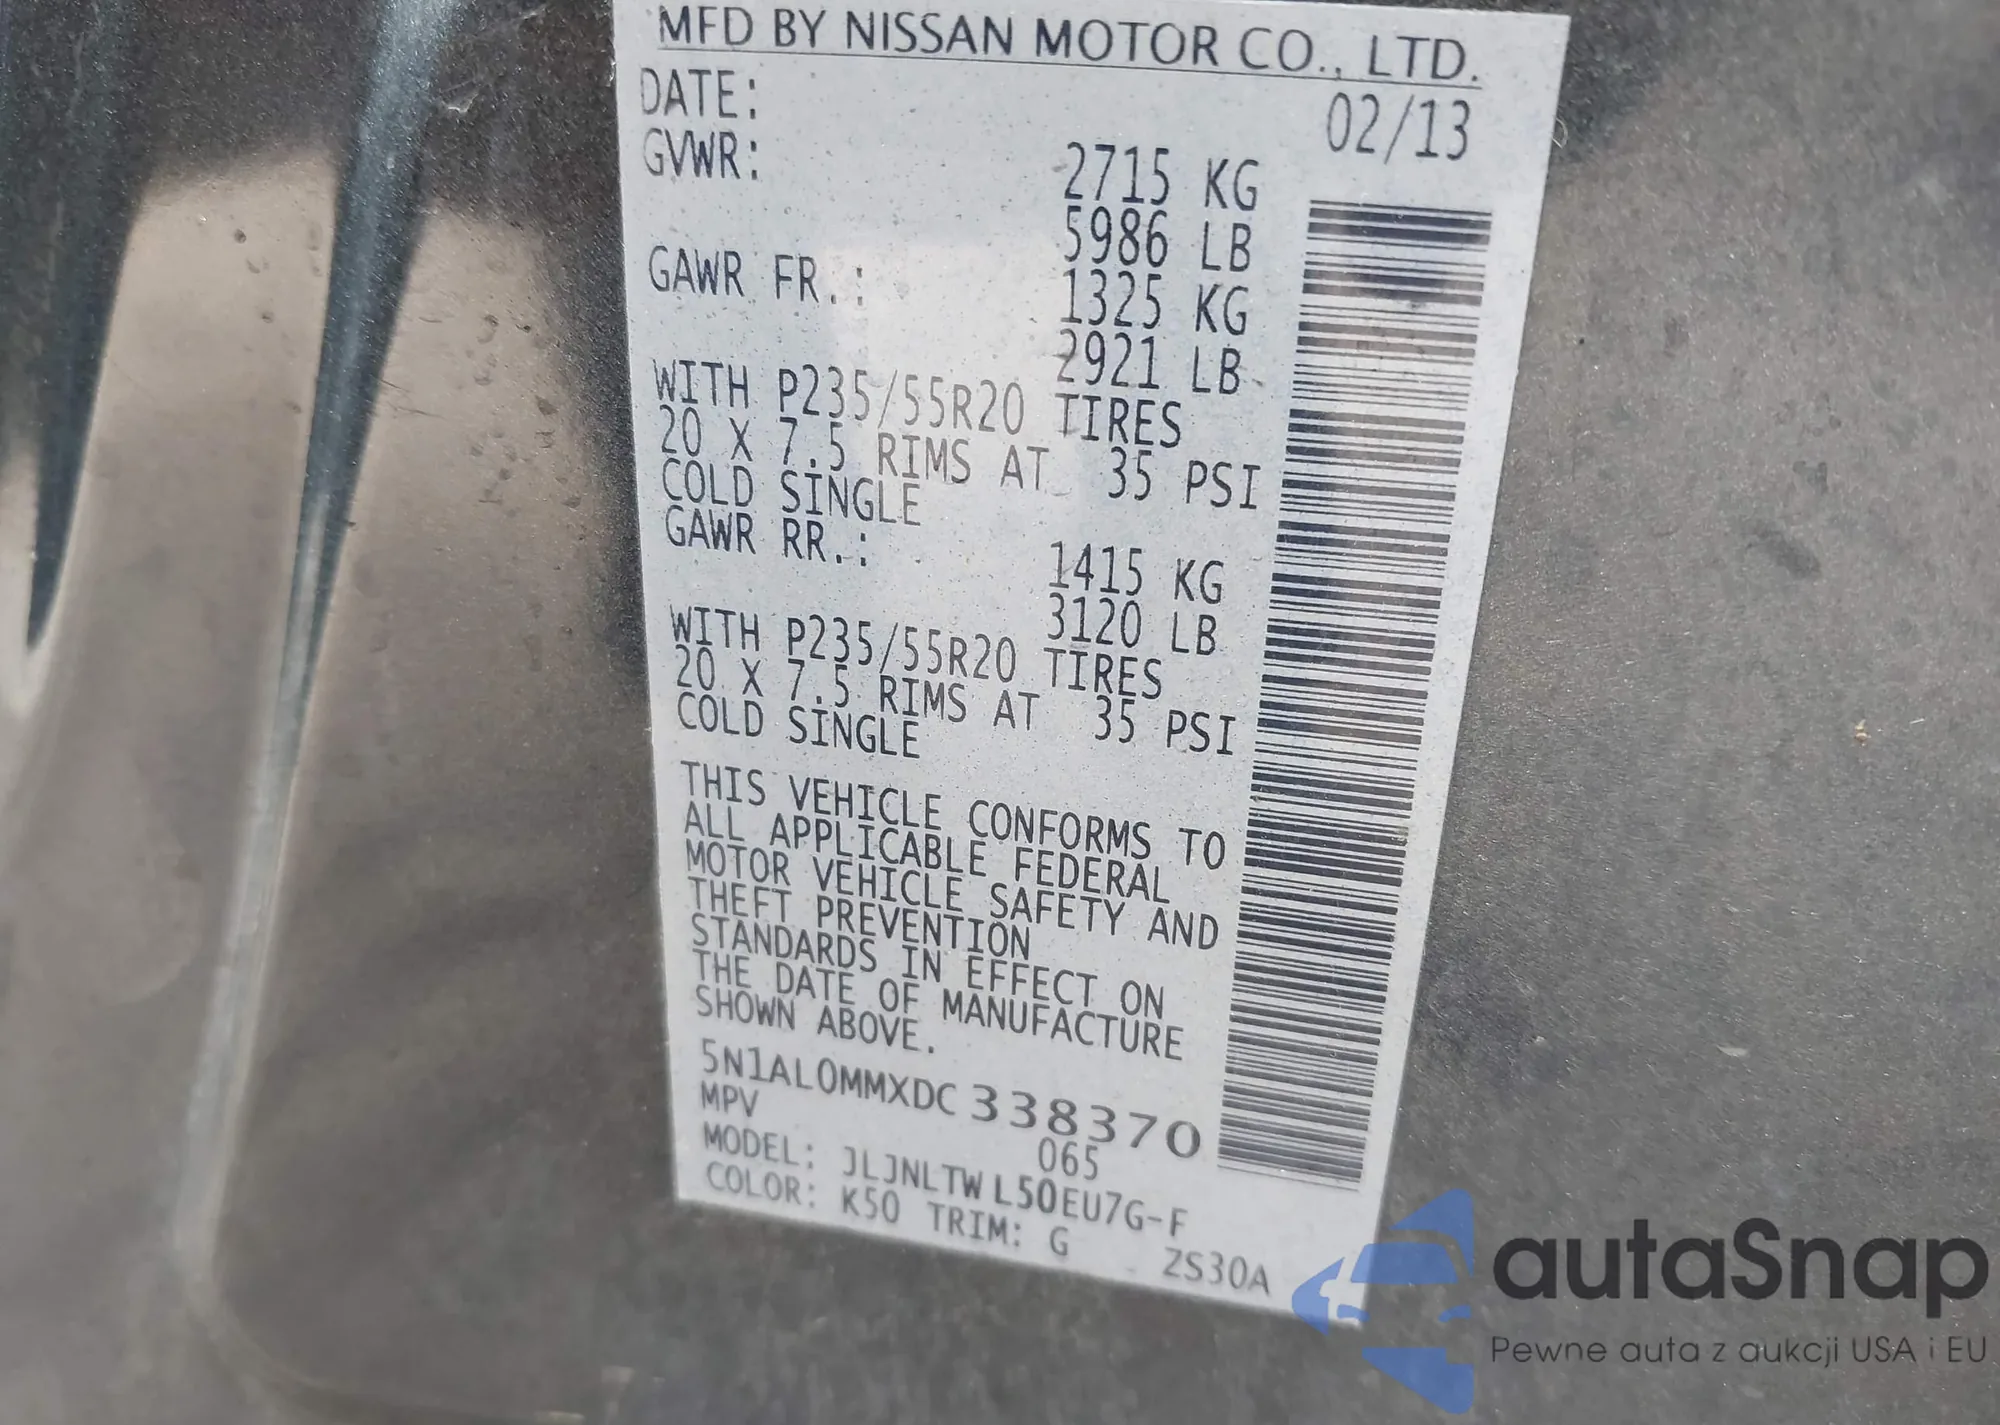 MFD BY NISSAN MOTOR CO., LTD.
DATE: 02/13
GVWR: 2715 KG
5986 LB
GAWR FR.: 1325 KG
2921 LB
WITH P235/55R20 TIRES
20 X 7.5 RIMS AT 35 PSI
COLD SINGLE
GAWR RR.: 1415 KG
3120 LB
WITH P235/55R20 TIRES
20 X 7.5 RIMS AT 35 PSI
COLD SINGLE
THIS VEHICLE CONFORMS TO
ALL APPLICABLE FEDERAL
MOTOR VEHICLE SAFETY AND
THEFT PREVENTION
STANDARDS IN EFFECT ON
THE DATE OF MANUFACTURE
SHOWN ABOVE.
5N1AL0MMXDC338370
MPV 065
MODEL: JLJNLTWL50EU7G-F
COLOR: K50 TRIM: G ZS30A
autaSnap
Pewne auta z aukcji USA i EU